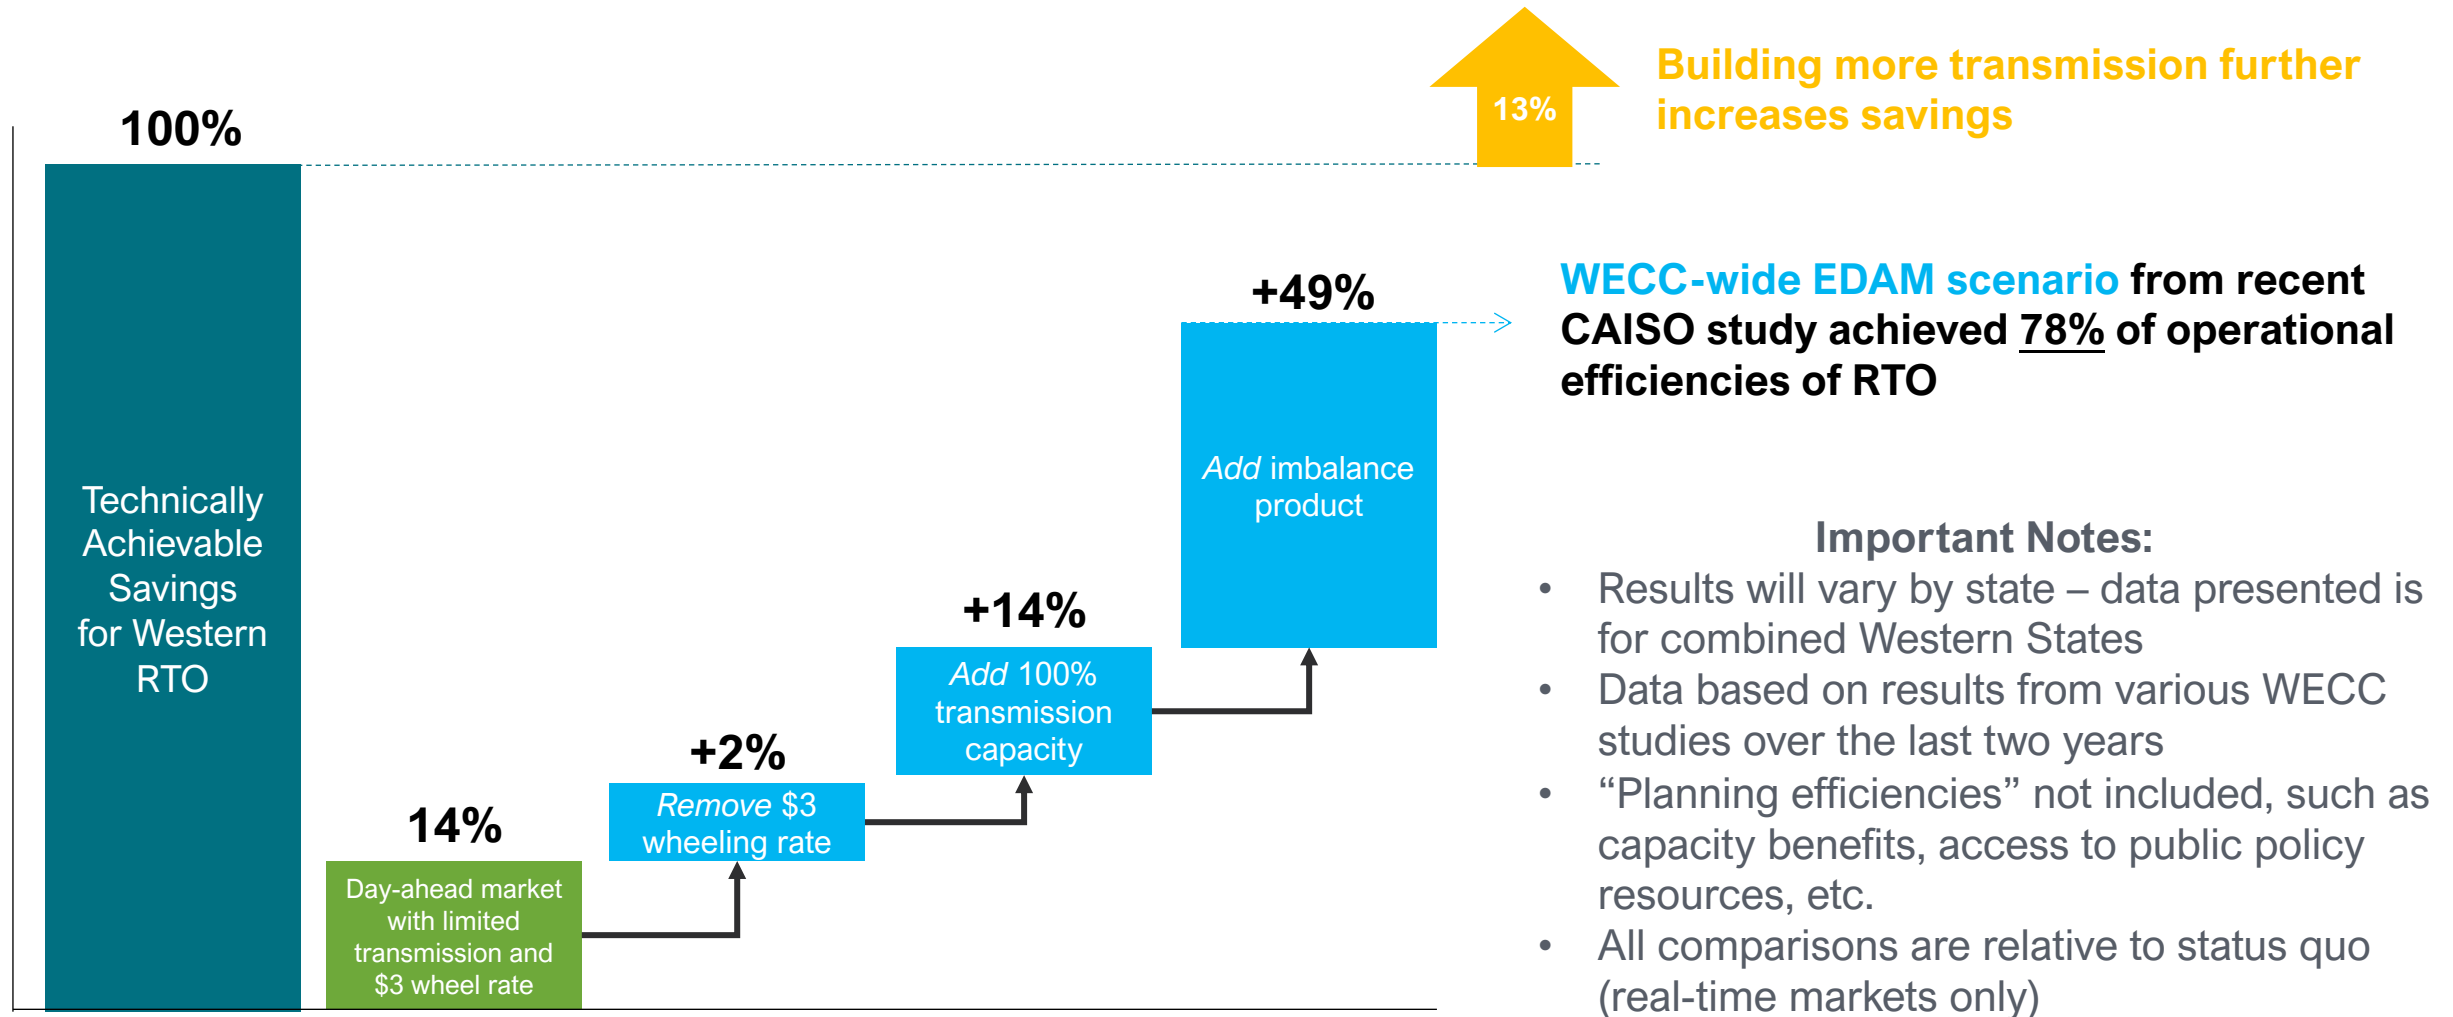 100%
Technically
Achievable
Savings
for Western
RTO
14%
Day-ahead market
with limited
transmission and
$3 wheel rate
+2%
Remove $3
wheeling rate
+14%
Add 100%
transmission
capacity
+49%
Add imbalance
product
13%
Building more transmission further
increases savings
WECC-wide EDAM scenario from recent
CAISO study achieved 78% of operational
efficiencies of RTO
Important Notes:
• Results will vary by state – data presented is
for combined Western States
• Data based on results from various WECC
studies over the last two years
• “Planning efficiencies” not included, such as
capacity benefits, access to public policy
resources, etc.
• All comparisons are relative to status quo
(real-time markets only)